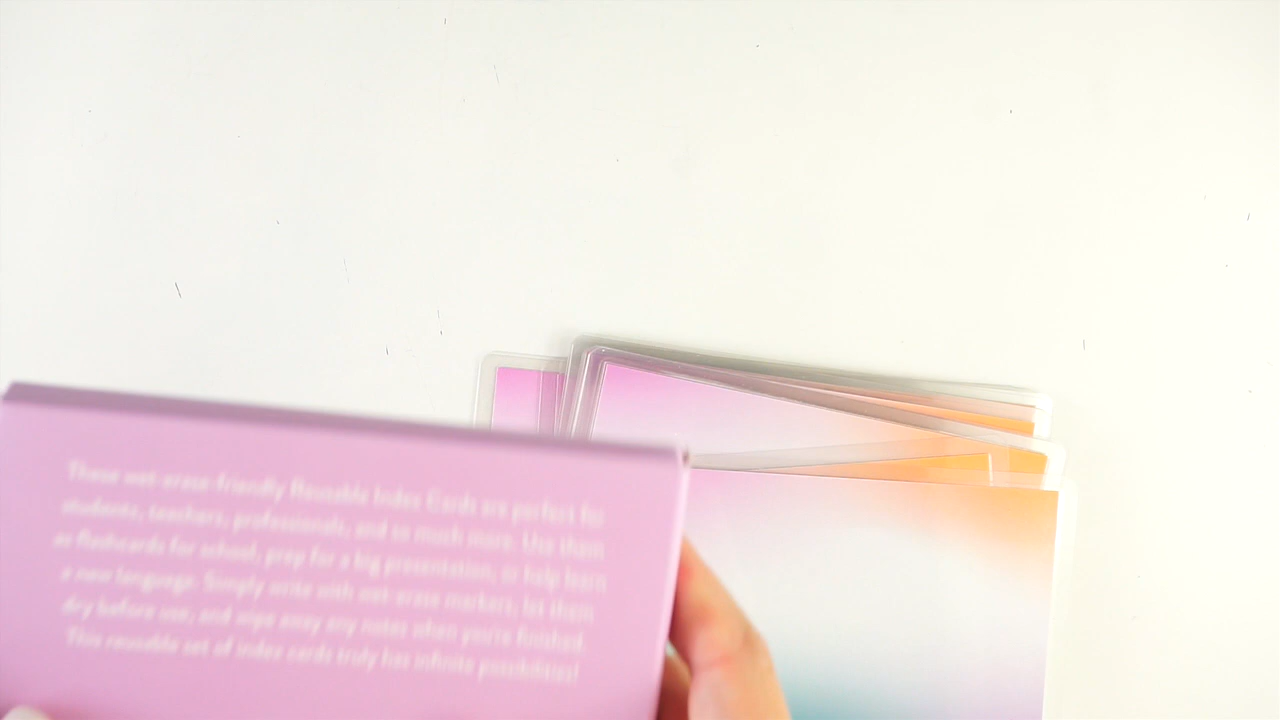 These wet-erase-friendly Reusable Index Cards are perfect for
students, teachers, professionals, and so much more. Use them
as flashcards for school, prep for a big presentation, or help learn
a new language. Simply write with wet-erase markers, let them
dry before use, and wipe away any notes when you're finished.
This reusable set of index cards truly has infinite possibilities!